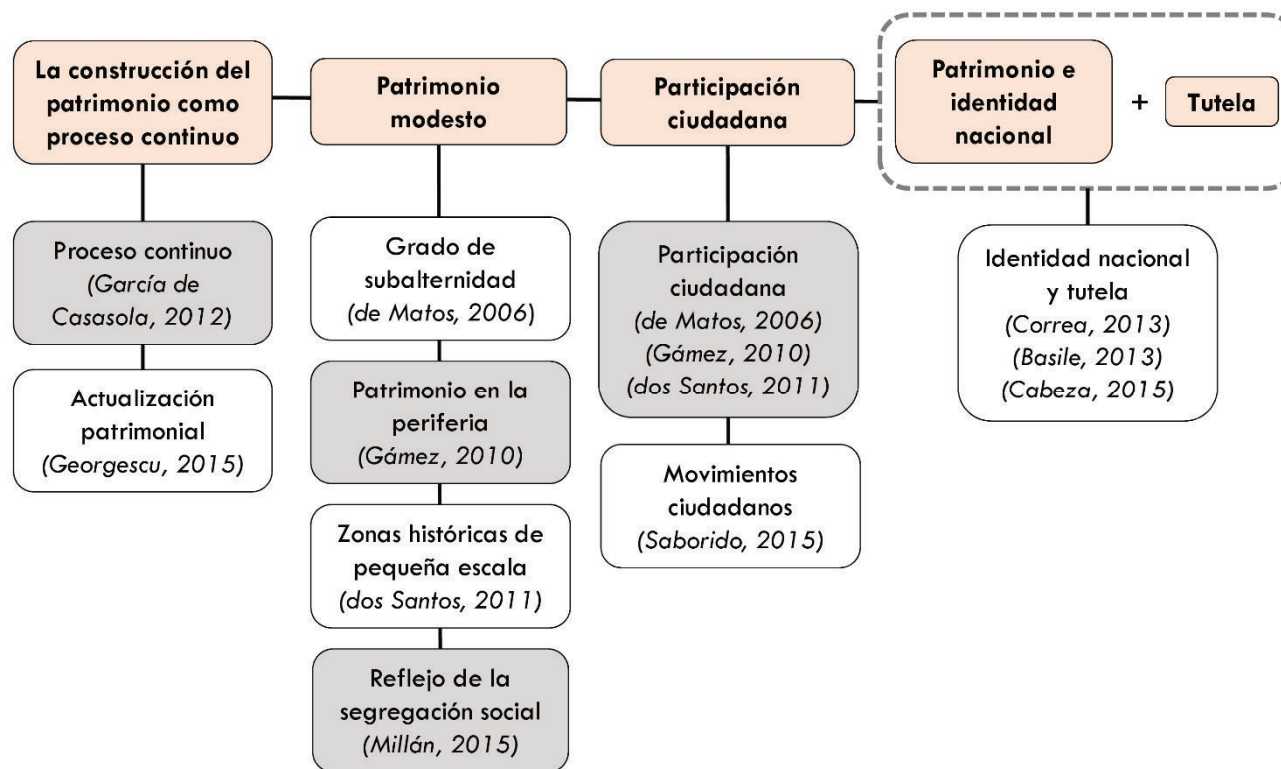 La construcción del
patrimonio como
proceso continuo
Proceso continuo
(García de
Casasola, 2012)
Actualización
patrimonial
(Georgescu, 2015)
Patrimonio
modesto
Grado de
subalternidad
(de Matos, 2006)
Patrimonio en la
periferia
(Gámez, 2010)
Zonas históricas de
pequeña escala
(dos Santos, 2011)
Reflejo de la
segregación social
(Millán, 2015)
Participación
ciudadana
Participación
ciudadana
(de Matos, 2006)
(Gámez, 2010)
(dos Santos, 2011)
Movimientos
ciudadanos
(Saborido, 2015)
Patrimonio e
identidad
nacional
+
Tutela
Identidad nacional
y tutela
(Correa, 2013)
(Basile, 2013)
(Cabeza, 2015)